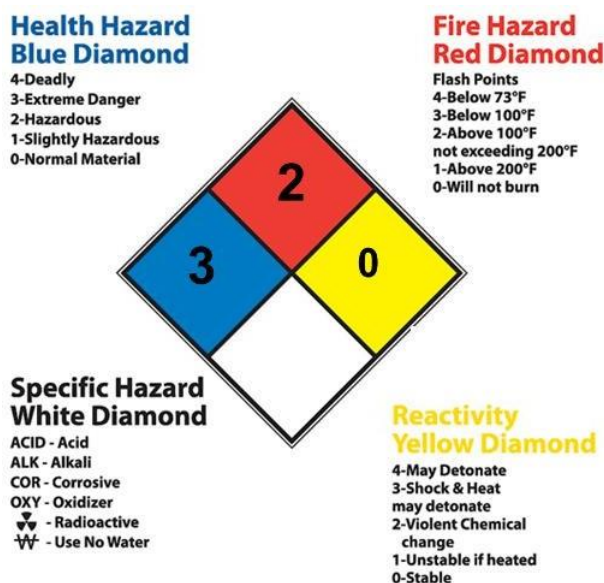 Health Hazard
Blue Diamond
4-Deadly
3-Extreme Danger
2-Hazardous
1-Slightly Hazardous
0-Normal Material
Fire Hazard
Red Diamond
Flash Points
4-Below 73°F
3-Below 100°F
2-Above 100°F
not exceeding 200°F
1-Above 200°F
0-Will not burn
2
3
0
Specific Hazard
White Diamond
ACID - Acid
ALK - Alkali
COR - Corrosive
OXY - Oxidizer
- Radioactive
W - Use No Water
Reactivity
Yellow Diamond
4-May Detonate
3-Shock & Heat
may detonate
2-Violent Chemical
change
1-Unstable if heated
0-Stable